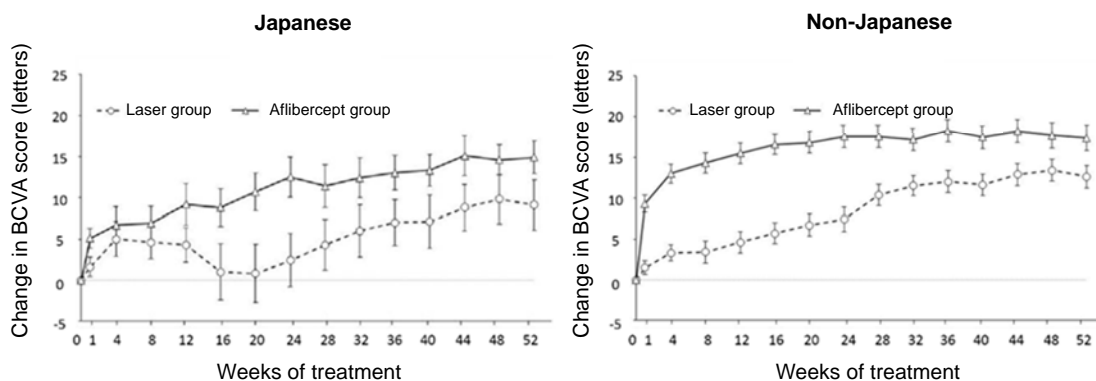 Japanese
Change in BCVA score (letters)
25
20
15
10
5
0
-5
Laser group
Aflibercept group
0 1 4 8 12 16 20 24 28 32 36 40 44 48 52
Weeks of treatment
Non-Japanese
Change in BCVA score (letters)
25
20
15
10
5
0
-5
Laser group
Aflibercept group
0 1 4 8 12 16 20 24 28 32 36 40 44 48 52
Weeks of treatment